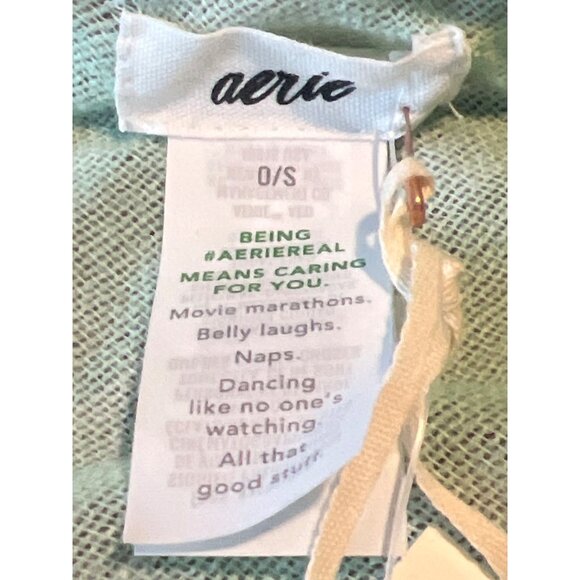 aerie
O/S
BEING
#AERIEREAL
MEANS CARING
FOR YOU.
Movie marathons.
Belly laughs.
Naps.
Dancing
like no one's
watching.
All that
good stuff.